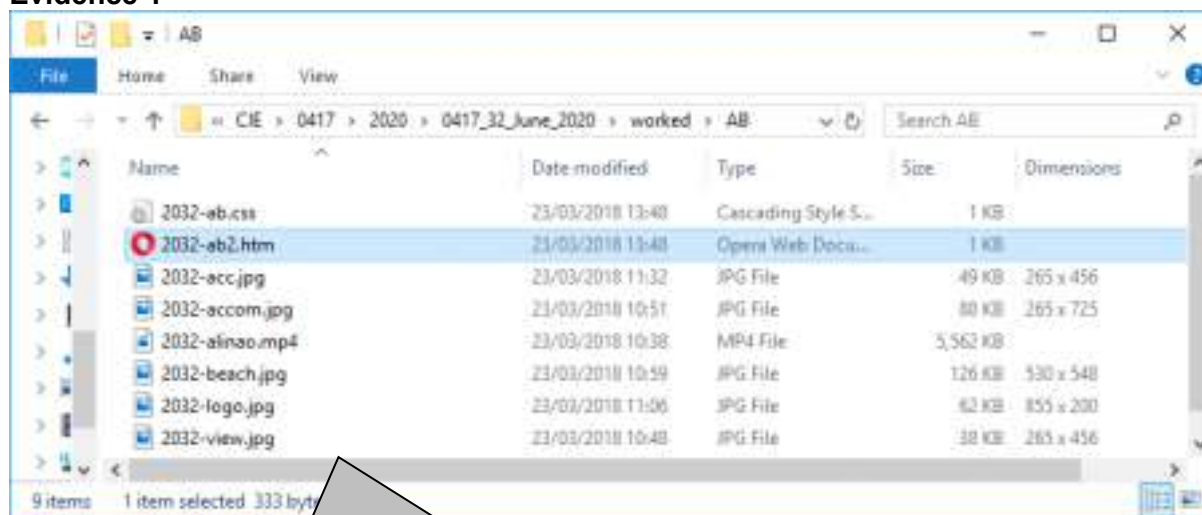 AB
File Home Share View
« CIE › 0417 › 2020 › 0417_32_June_2020 › worked › AB Search AB
Name Date modified Type Size Dimensions
2032-ab.css 23/03/2018 13:48 Cascading Style S... 1 KB
2032-ab2.htm 23/03/2018 13:48 Opera Web Docu... 1 KB
2032-acc.jpg 23/03/2018 11:32 JPG File 49 KB 265 x 456
2032-accom.jpg 23/03/2018 10:51 JPG File 80 KB 265 x 725
2032-alinao.mp4 23/03/2018 10:38 MP4 File 5,562 KB
2032-beach.jpg 23/03/2018 10:59 JPG File 126 KB 530 x 548
2032-logo.jpg 23/03/2018 11:06 JPG File 62 KB 855 x 200
2032-view.jpg 23/03/2018 10:48 JPG File 38 KB 265 x 456
9 items 1 item selected 333